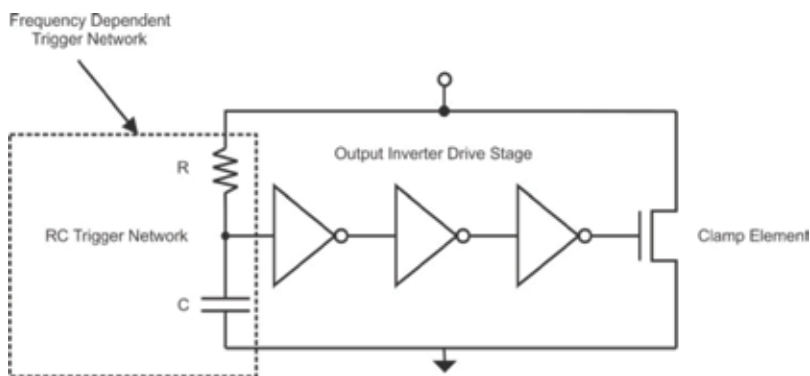 Frequency Dependent
Trigger Network
Output Inverter Drive Stage
R
RC Trigger Network
Clamp Element
C